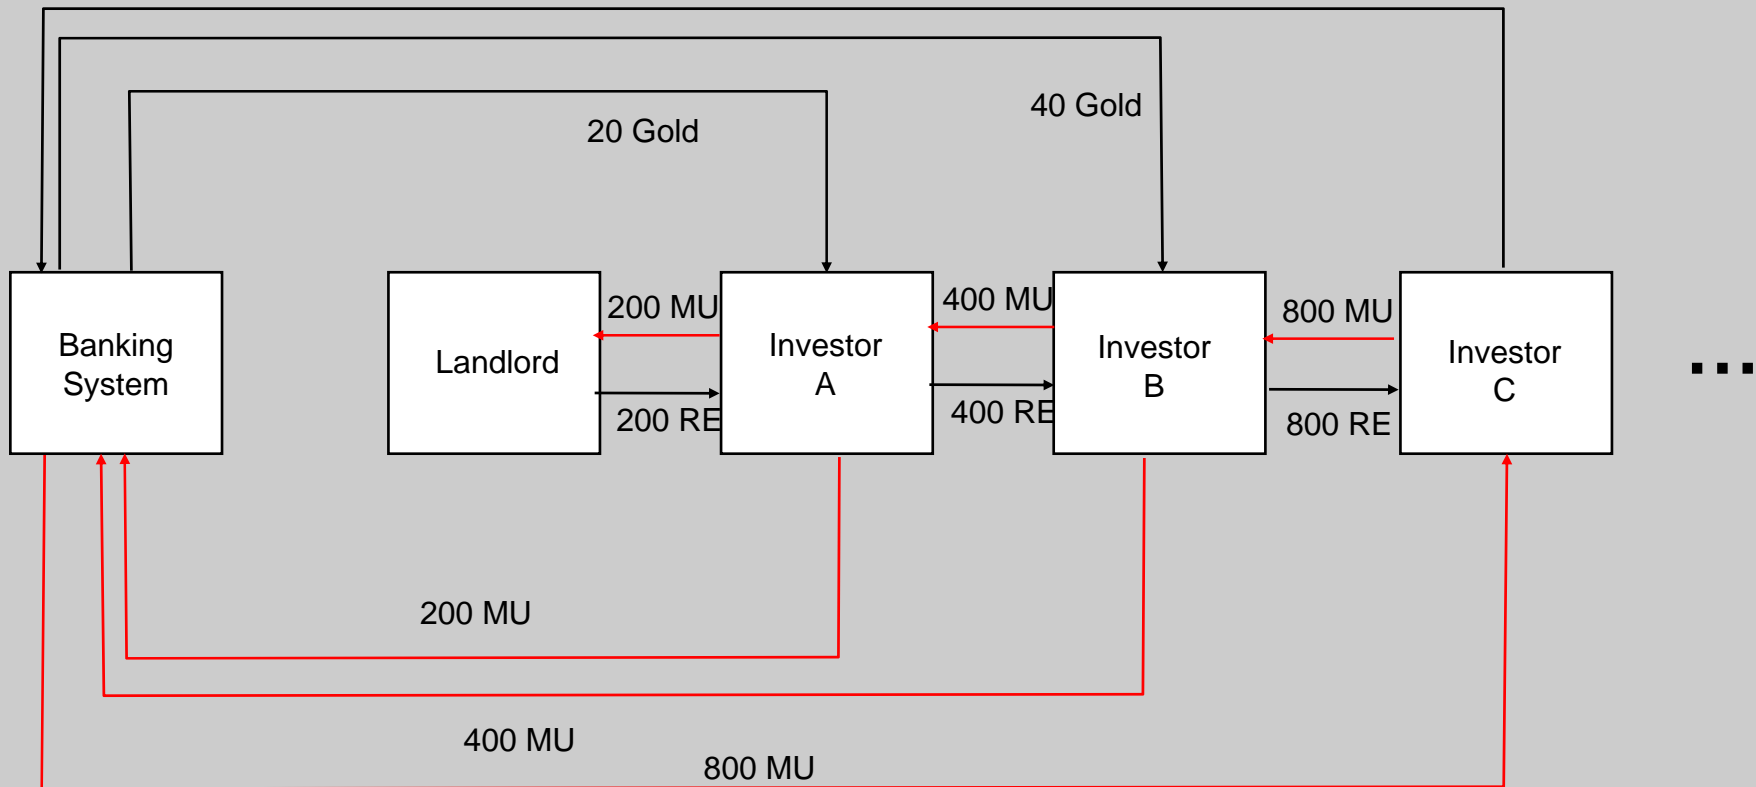 40 Gold
20 Gold
200 MU
400 MU
800 MU
Banking
System
Landlord
Investor
A
Investor
B
Investor
C
...
200 RE
400 RE
800 RE
200 MU
400 MU
800 MU